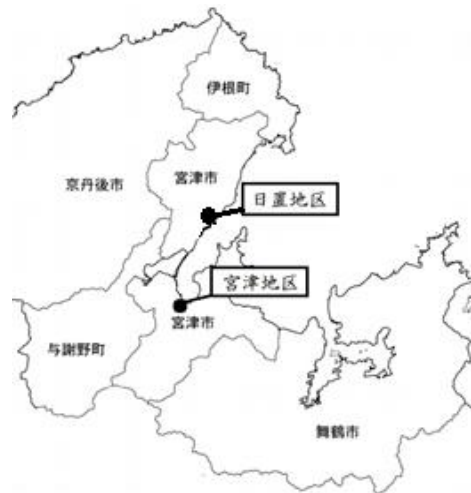 伊根町
京丹後市
宮津市
日置地区
宮津地区
宮津市
与謝野町
舞鶴市